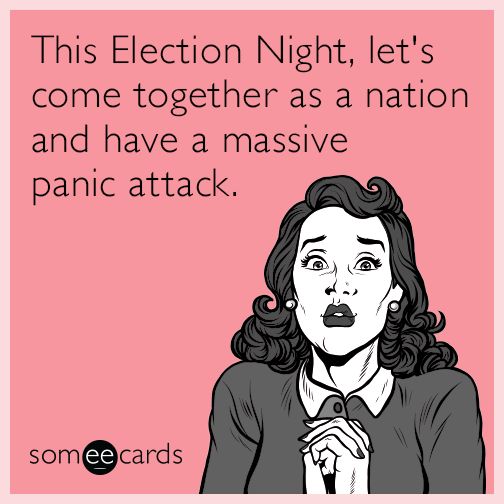 This Election Night, let's
come together as a nation
and have a massive
panic attack.
someecards